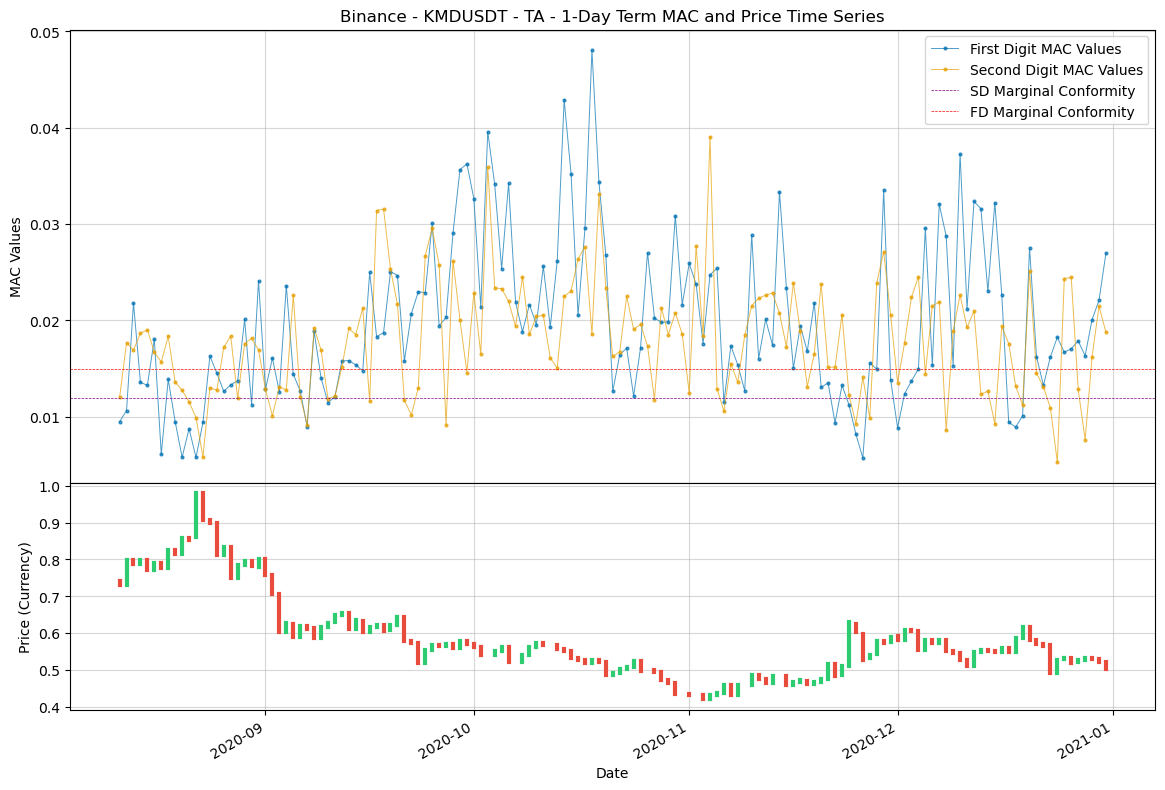 Binance - KMDUSDT - TA - 1-Day Term MAC and Price Time Series
First Digit MAC Values
Second Digit MAC Values
SD Marginal Conformity
FD Marginal Conformity
MAC Values
0.05
0.04
0.03
0.02
0.01
Price (Currency)
1.0
0.9
0.8
0.7
0.6
0.5
0.4
2020-09
2020-10
2020-11
2020-12
2021-01
Date